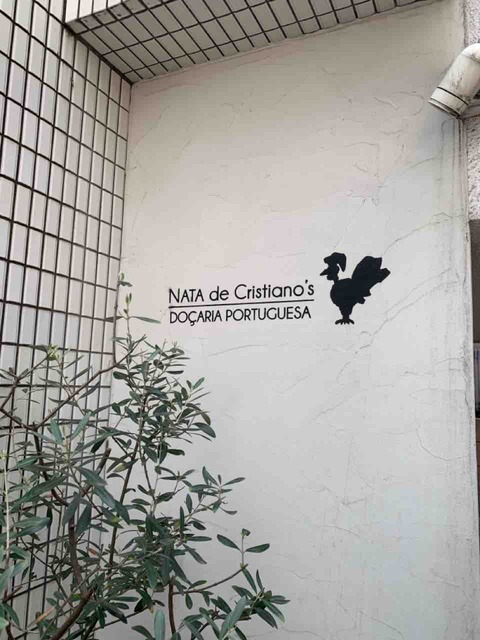 NATA de Cristiano's
DOÇARIA PORTUGUESA